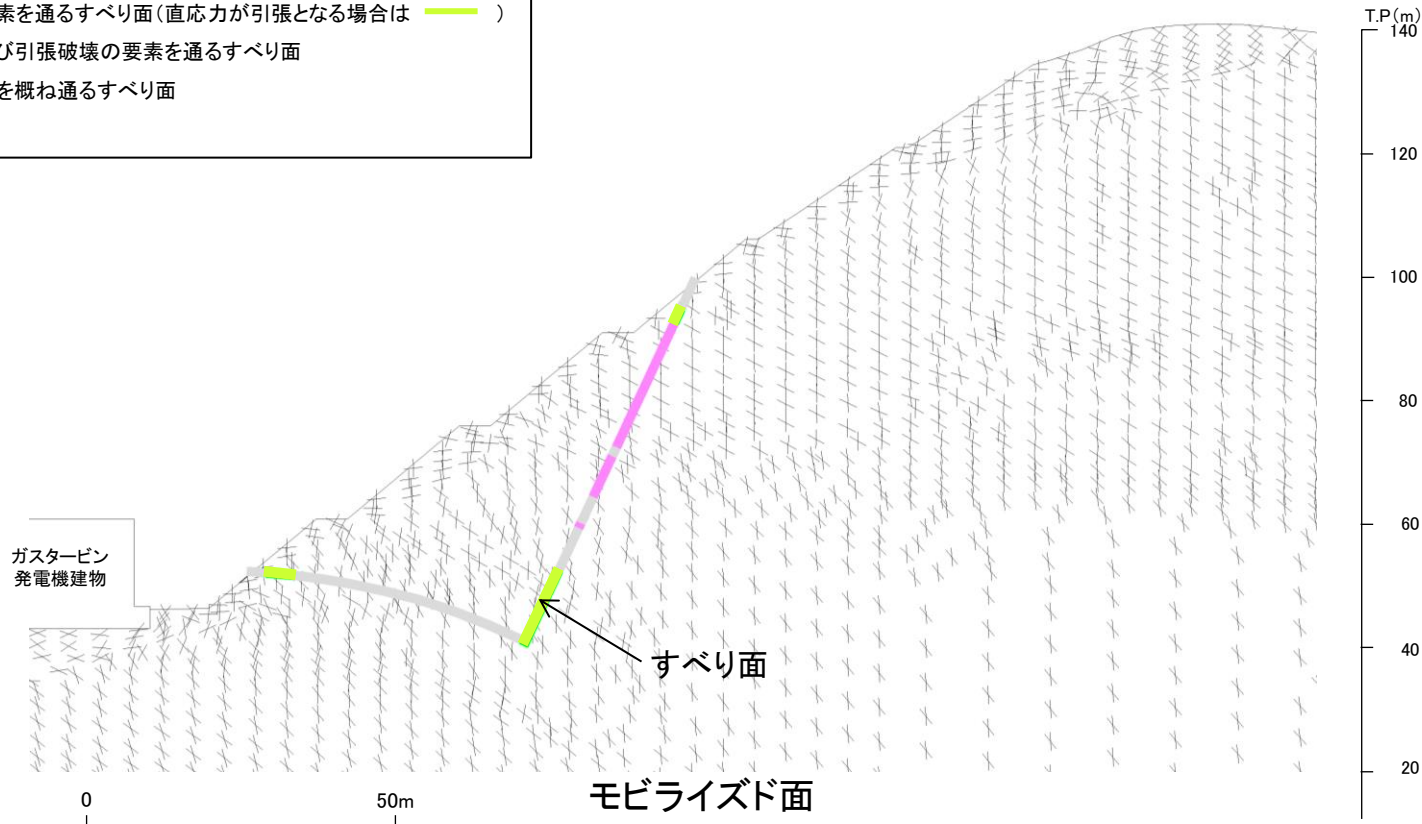 素を通るすべり面(直応力が引張となる場合は )
び引張破壊の要素を通るすべり面
を概ね通るすべり面
T.P(m)
140
120
100
80
60
40
20
ガスタービン
発電機建物
すべり面
モビライズド面
0
50m